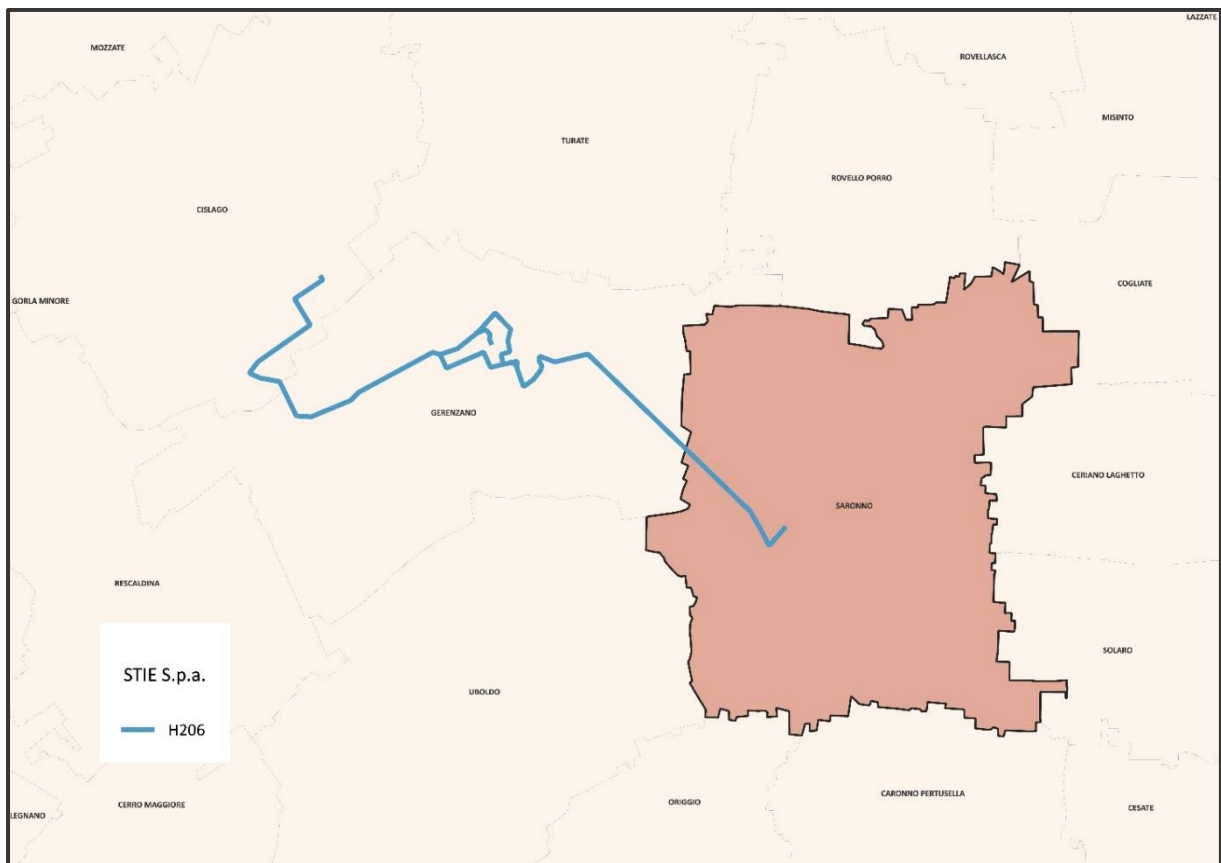 LAZZATE
MOZZATE
ROVELLASCA
MISINTO
TURATE
ROVELLO PORRO
CISLAGO
COGLIATE
GORLA MINORE
GERENZANO
CERIANO LAGHETTO
SARONNO
RESCALDINA
SOLARO
STIE S.p.a.
UBOLDO
H206
CARONNO PERTUSELLA
ORIGGIO
CERRO MAGGIORE
CESATE
LEGNANO